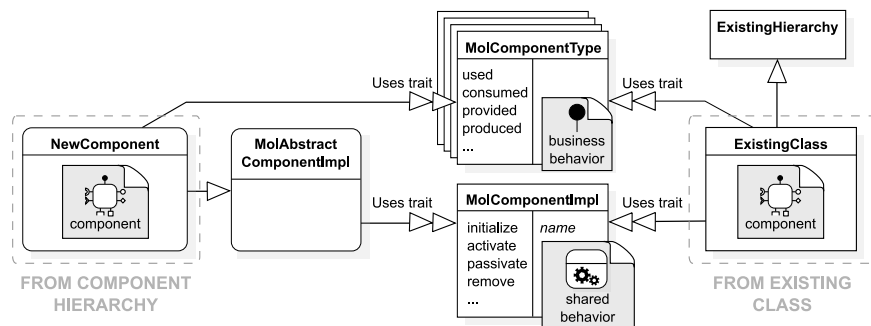 ExistingHierarchy
MolComponentType
used
consumed
provided
produced
...
business
behavior
Uses trait
Uses trait
NewComponent
component
MolAbstract
ComponentImpl
ExistingClass
component
Uses trait
Uses trait
MolComponentImpl
initialize
activate
passivate
remove
...
name
shared
behavior
FROM COMPONENT
HIERARCHY
FROM EXISTING
CLASS